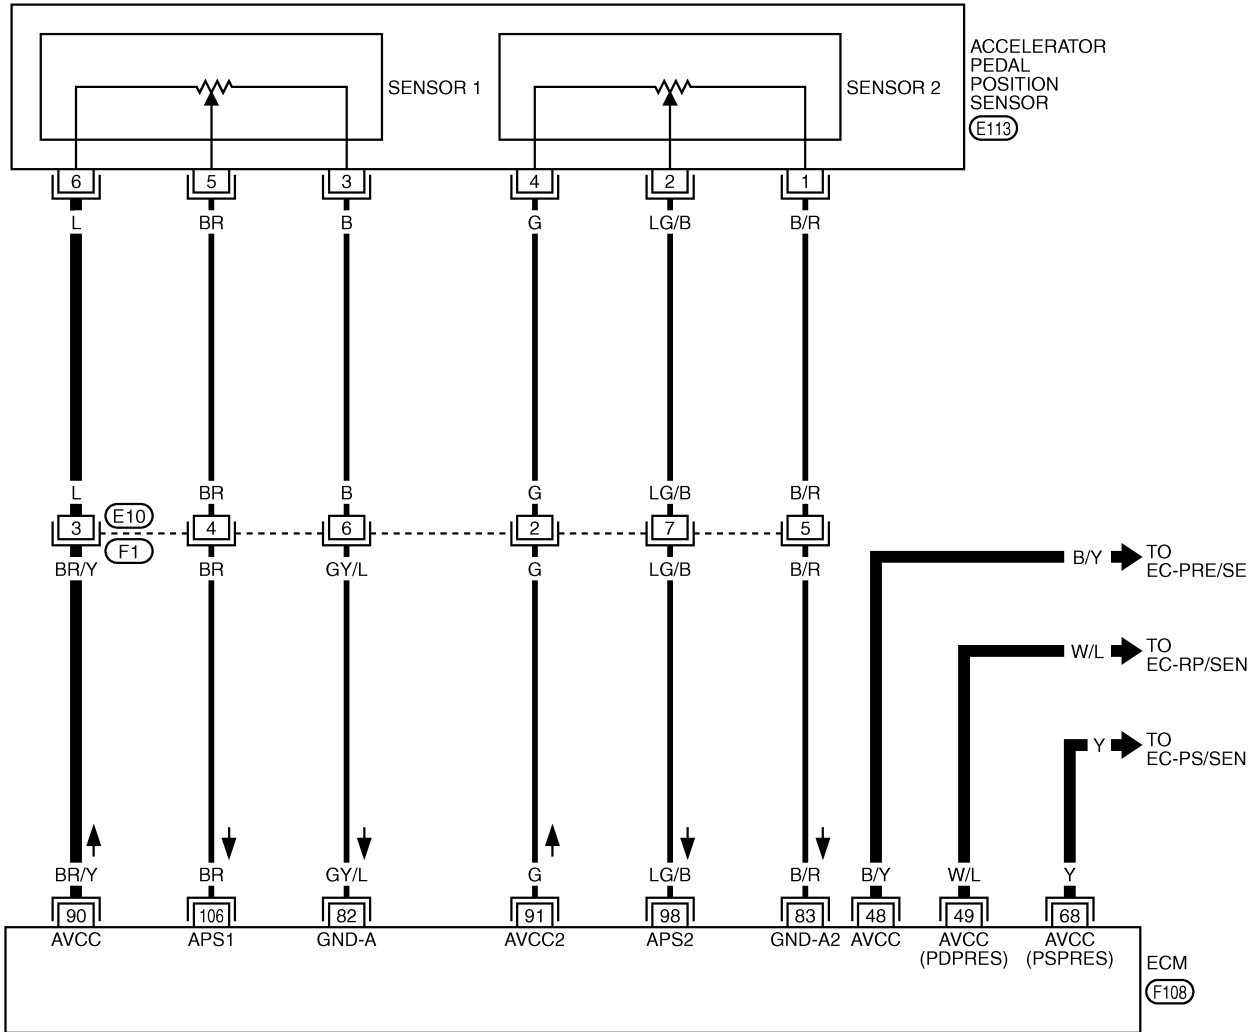 ACCELERATOR
PEDAL
POSITION
SENSOR
E113
SENSOR 1
SENSOR 2
6 5 3 4 2 1
L BR B G LG/B B/R
L BR B G LG/B B/R
E10
3 4 6 2 7 5
F1
BR/Y BR GY/L G LG/B B/R
B/Y
TO
EC-PRE/SE
W/L
TO
EC-RP/SEN
Y
TO
EC-PS/SEN
BR/Y BR GY/L G LG/B B/R B/Y W/L Y
90 106 82 91 98 83 48 49 68
AVCC APS1 GND-A AVCC2 APS2 GND-A2 AVCC AVCC AVCC
(PDPRES) (PSPRES)
ECM
F108